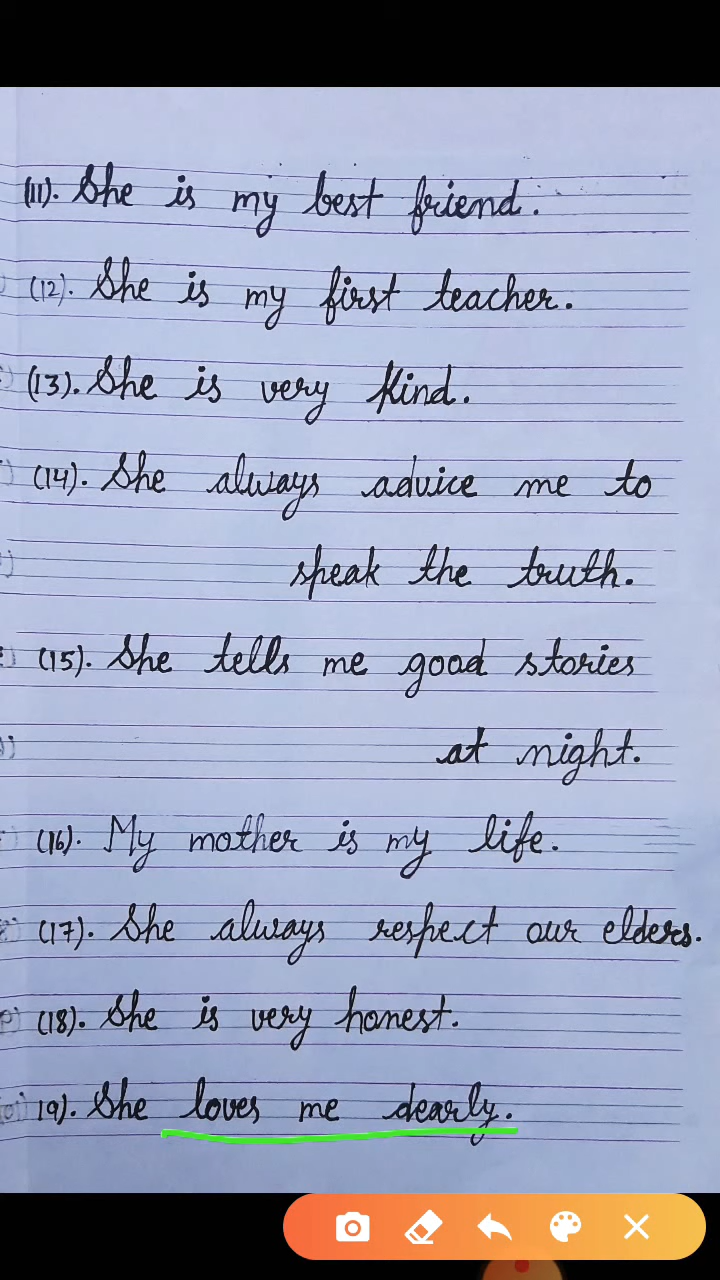 (11). She is my best friend.
(12). She is my first teacher.
(13). She is very kind.
(14). She always advice me to
speak the truth.
(15). She tells me good stories
at night.
(16). My mother is my life.
(17). She always respect our elders.
(18). She is very honest.
19). She loves me dearly.